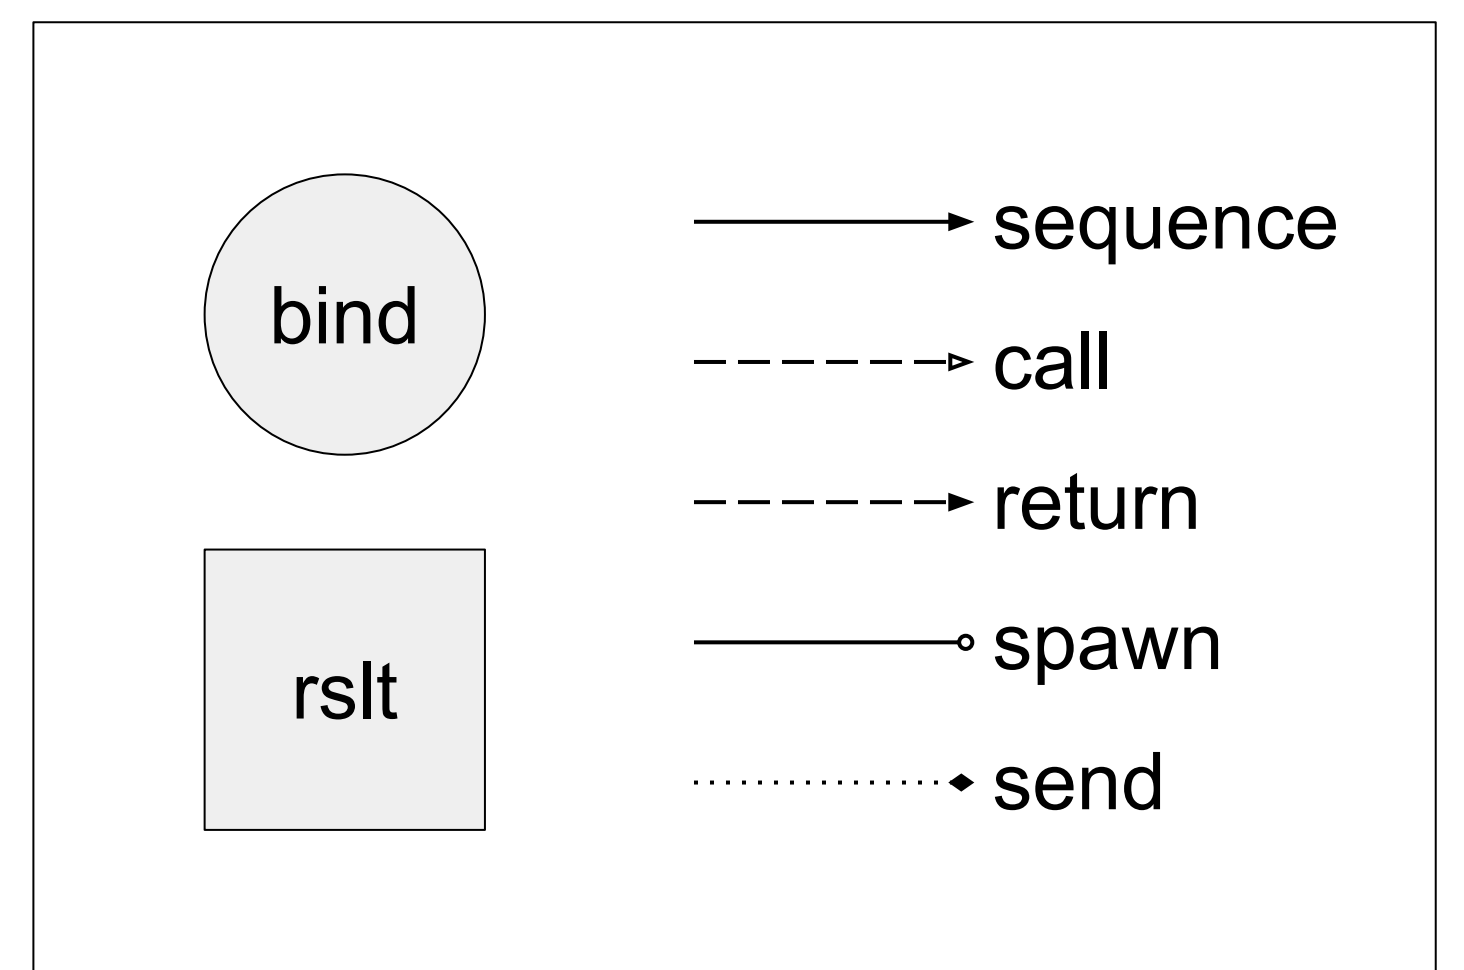 bind
rslt
sequence
call
return
spawn
send